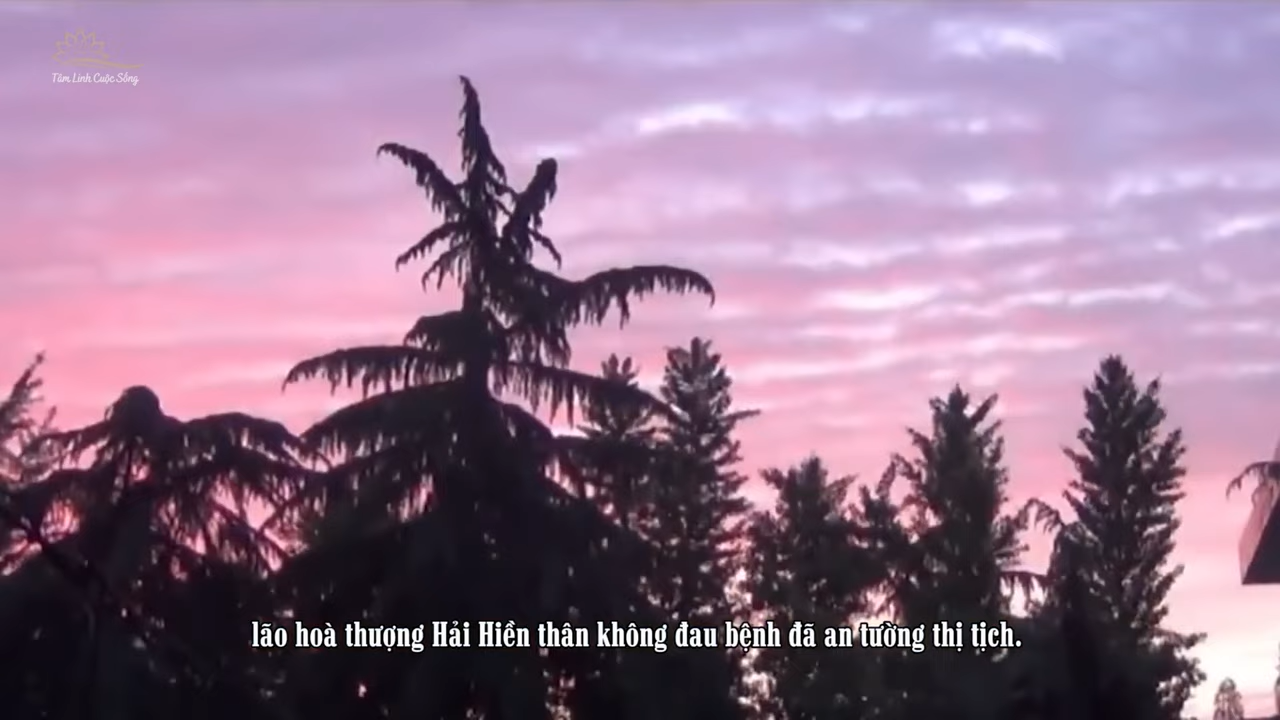 Tâm Linh Cuộc Sống
lão hoà thượng Hải Hiền thân không đau bệnh đã an tường thị tịch.